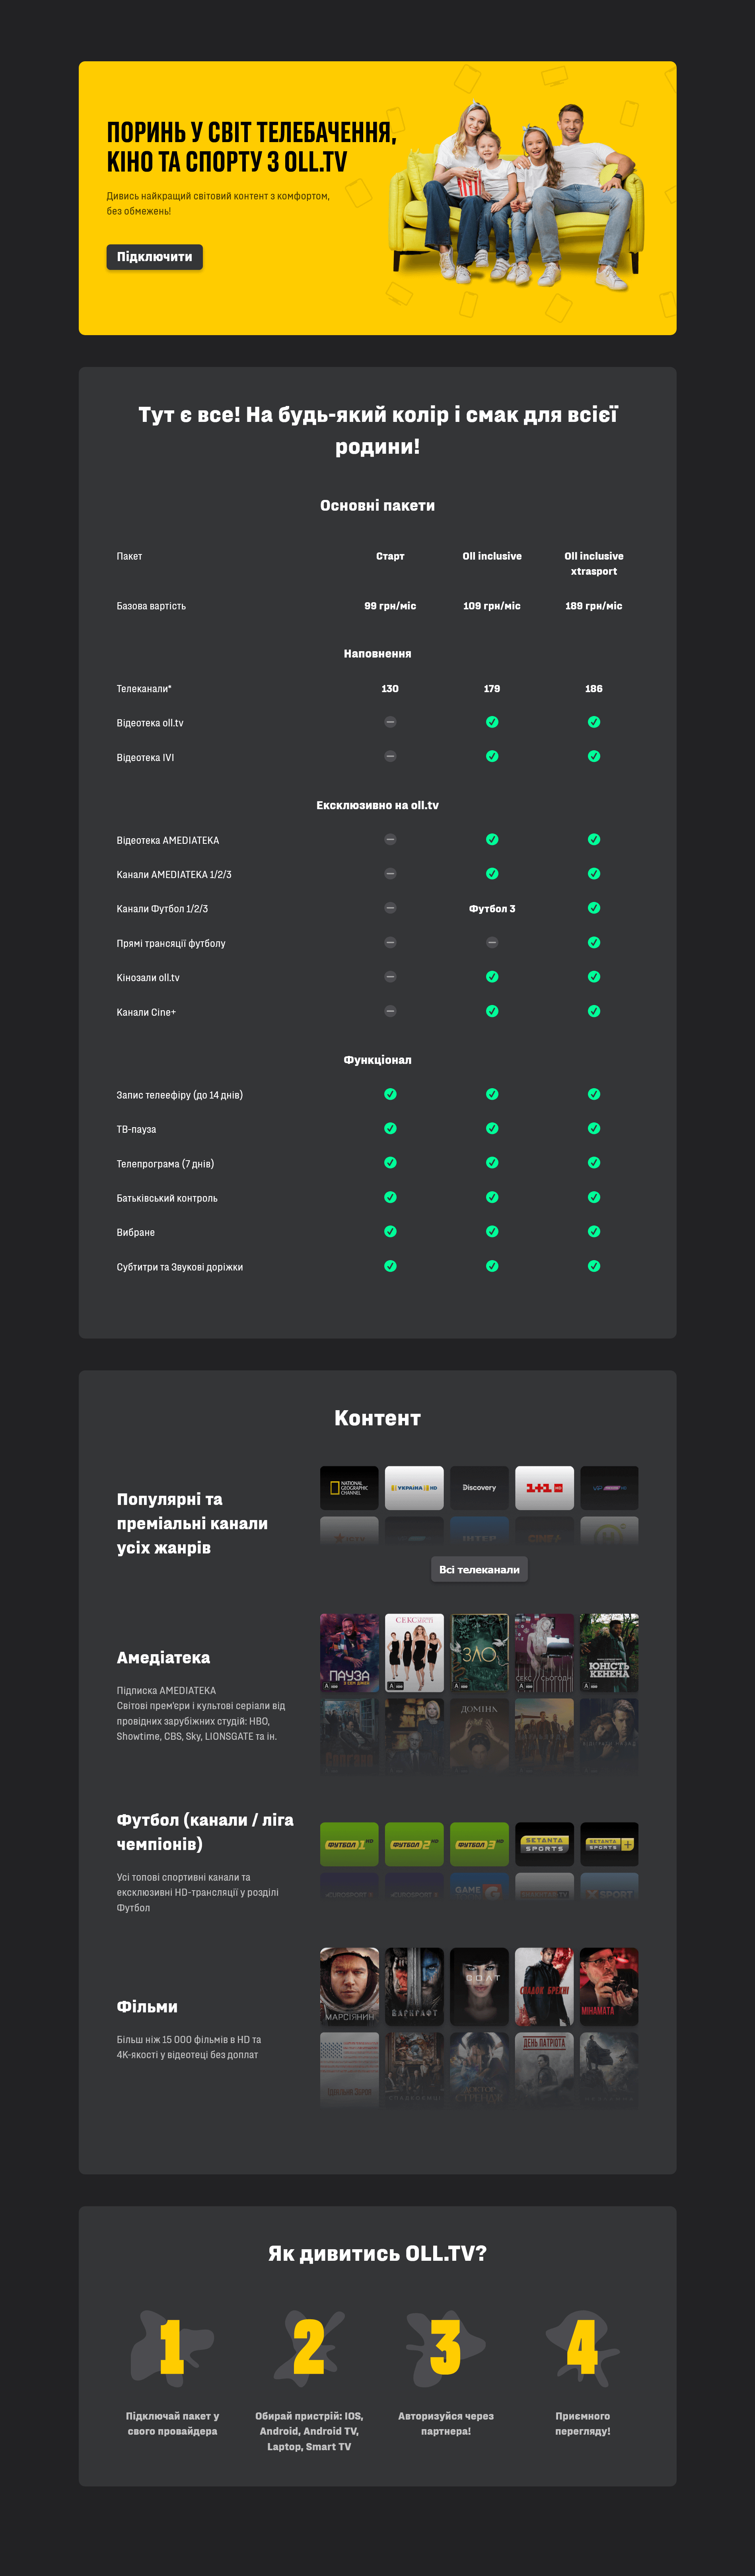 ПОРИНЬ У СВІТ ТЕЛЕБАЧЕННЯ,
КІНО ТА СПОРТУ З OLL.TV
Дивись найкращий світовий контент з комфортом,
без обмежень!
Підключити
Тут є все! На будь-який колір і смак для всієї
родини!
Основні пакети
Пакет Старт Oll inclusive Oll inclusive
xtrasport
Базова вартість 99 грн/міс 109 грн/міс 189 грн/міс
Наповнення
Телеканали* 130 179 186
Відеотека oll.tv
Відеотека IVI
Ексклюзивно на oll.tv
Відеотека AMEDIATEKA
Канали AMEDIATEKA 1/2/3
Канали Футбол 1/2/3 Футбол 3
Прямі трансяції футболу
Кінозали oll.tv
Канали Cine+
Функціонал
Запис телеефіру (до 14 днів)
ТВ-пауза
Телепрограма (7 днів)
Батьківський контроль
Вибране
Субтитри та Звукові доріжки
Контент
Популярні та
преміальні канали
усіх жанрів
NATIONAL
GEOGRAPHIC
CHANNEL
УКРАЇНА HD
Discovery
1+1
ІНТЕР
Всі телеканали
Амедіатека
Підписка AMEDIATEKA
Світові прем'єри і культові серіали від
провідних зарубіжних студій: HBO,
Showtime, CBS, Sky, LIONSGATE та ін.
ПАУЗА
ЗЛО
ЮНІСТЬ
КЕНЕНА
ДОМІНА
Футбол (канали / ліга
чемпіонів)
Усі топові спортивні канали та
ексклюзивні HD-трансляції у розділі
Футбол
ФУТБОЛ 1 HD
ФУТБОЛ 2 HD
ФУТБОЛ 3 HD
SETANTA
SPORTS
SETANTA
SPORTS +
GAME
XSPORT
Фільми
Більш ніж 15 000 фільмів в HD та
4K-якості у відеотеці без доплат
МАРСІЯНИН
ВАРКРАФТ
СОЛТ
МІНАМАТА
ДЕНЬ ПАТРІОТА
Як дивитись OLL.TV?
1
2
3
4
Підключай пакет у
свого провайдера
Обирай пристрій: IOS,
Android, Android TV,
Laptop, Smart TV
Авторизуйся через
партнера!
Приємного
перегляду!